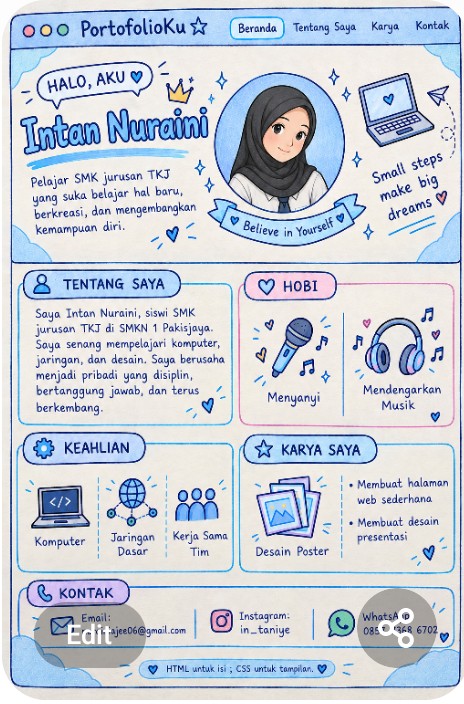 PortofolioKu
Beranda
Tentang Saya
Karya
Kontak
HALO, AKU
Intan Nuraini
Pelajar SMK jurusan TKJ
yang suka belajar hal baru,
berkreasi, dan mengembangkan
kemampuan diri.
Believe in Yourself
Small steps
make big
dreams
TENTANG SAYA
Saya Intan Nuraini, siswi SMK
jurusan TKJ di SMKN 1 Pakisjaya.
Saya senang mempelajari komputer,
jaringan, dan desain. Saya berusaha
menjadi pribadi yang disiplin,
bertanggung jawab, dan terus
berkembang.
HOBI
Menyanyi
Mendengarkan
Musik
KEAHLIAN
</>
Komputer
Jaringan
Dasar
Kerja Sama
Tim
KARYA SAYA
Desain Poster
• Membuat halaman
web sederhana
• Membuat desain
presentasi
KONTAK
Email:
Edit
Instagram:
in_taniye
WhatsApp
6702
HTML untuk isi ; CSS untuk tampilan.